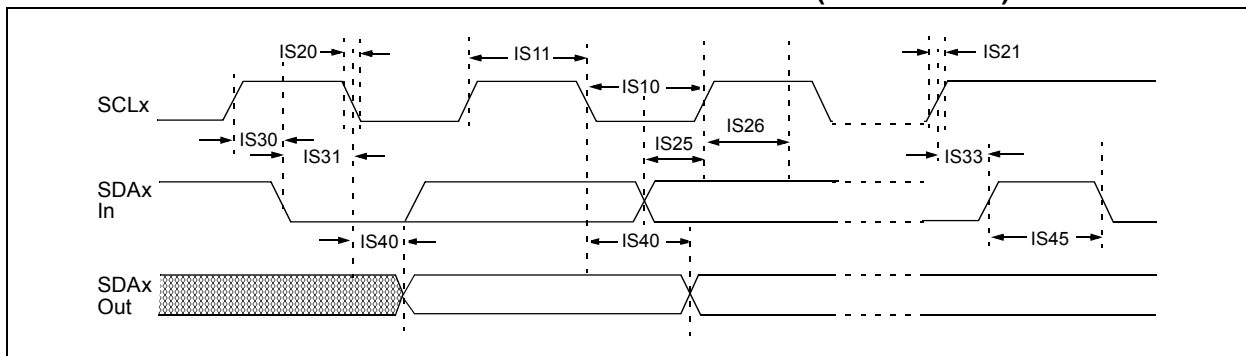 IS20
IS11
IS21
IS10
SCLx
IS30
IS26
IS31
IS25
IS33
SDAx
In
IS40
IS40
IS45
SDAx
Out